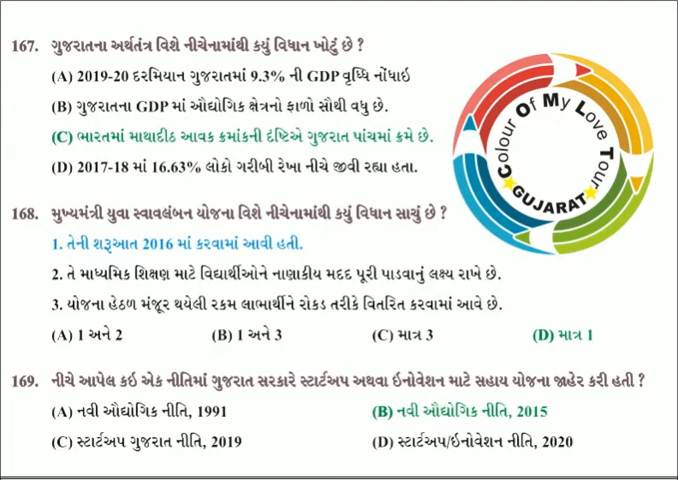 167. ગુજરાતના અર્થતંત્ર વિશે નીચેનામાંથી કયું વિધાન ખોટું છે ?
(A) 2019-20 દરમિયાન ગુજરાતમાં 9.3% ની GDP વૃધ્ધિ નોંધાઇ
(B) ગુજરાતના GDP માં ઔદ્યોગિક ક્ષેત્રનો ફાળો સૌથી વધુ છે.
(C) ભારતમાં માથાદીઠ આવક ક્રમાંકની દૃષ્ટિએ ગુજરાત પાંચમાં ક્રમે છે.
(D) 2017-18 માં 16.63% લોકો ગરીબી રેખા નીચે જીવી રહ્યા હતા.
Colour Of My Love Tour
GUJARAT
168. મુખ્યમંત્રી યુવા સ્વાવલંબન યોજના વિશે નીચેનામાંથી કયું વિધાન સાચું છે ?
1. તેની શરૂઆત 2016 માં કરવામાં આવી હતી.
2. તે માધ્યમિક શિક્ષણ માટે વિદ્યાર્થીઓને નાણાકીય મદદ પૂરી પાડવાનું લક્ષ્ય રાખે છે.
3. યોજના હેઠળ મંજૂર થયેલી રકમ લાભાર્થીને રોકડ તરીકે વિતરિત કરવામાં આવે છે.
(A) 1 અને 2 (B) 1 અને 3 (C) માત્ર 3 (D) માત્ર 1
169. નીચે આપેલ કઇ એક નીતિમાં ગુજરાત સરકારે સ્ટાર્ટઅપ અથવા ઇનોવેશન માટે સહાય યોજના જાહેર કરી હતી ?
(A) નવી ઔદ્યોગિક નીતિ, 1991 (B) નવી ઔદ્યોગિક નીતિ, 2015
(C) સ્ટાર્ટઅપ ગુજરાત નીતિ, 2019 (D) સ્ટાર્ટઅપ/ઇનોવેશન નીતિ, 2020